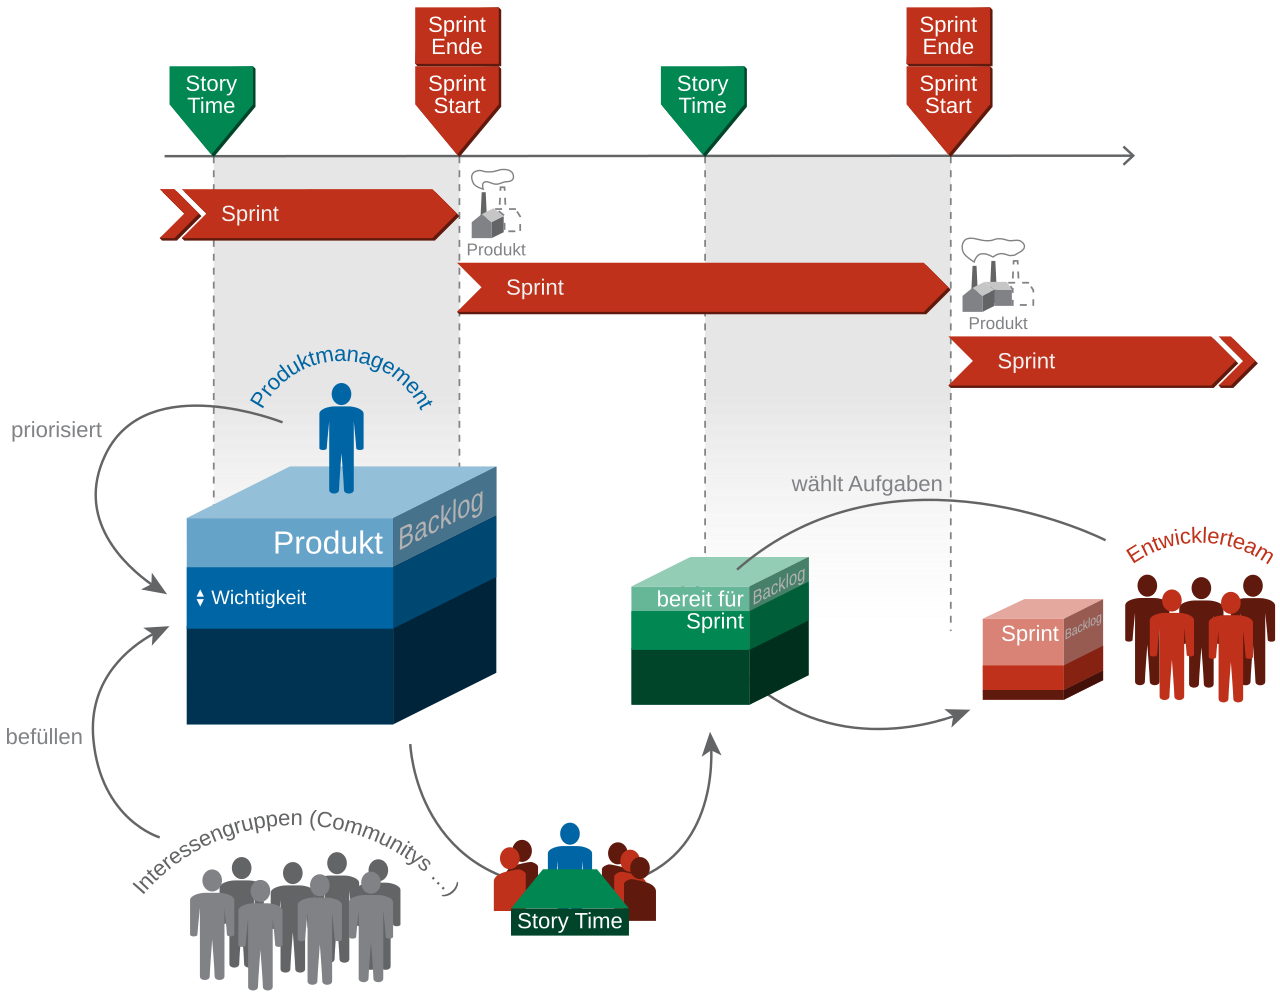 Sprint
Ende
Sprint
Ende
Story
Time
Sprint
Start
Story
Time
Sprint
Start
Sprint
Produkt
Sprint
Produkt
Sprint
Produktmanagement
priorisiert
wählt Aufgaben
Entwicklerteam
Produkt
Backlog
Wichtigkeit
bereit für
Sprint
Backlog
Sprint
Backlog
befüllen
Interessengruppen (Communitys ...)
Story Time